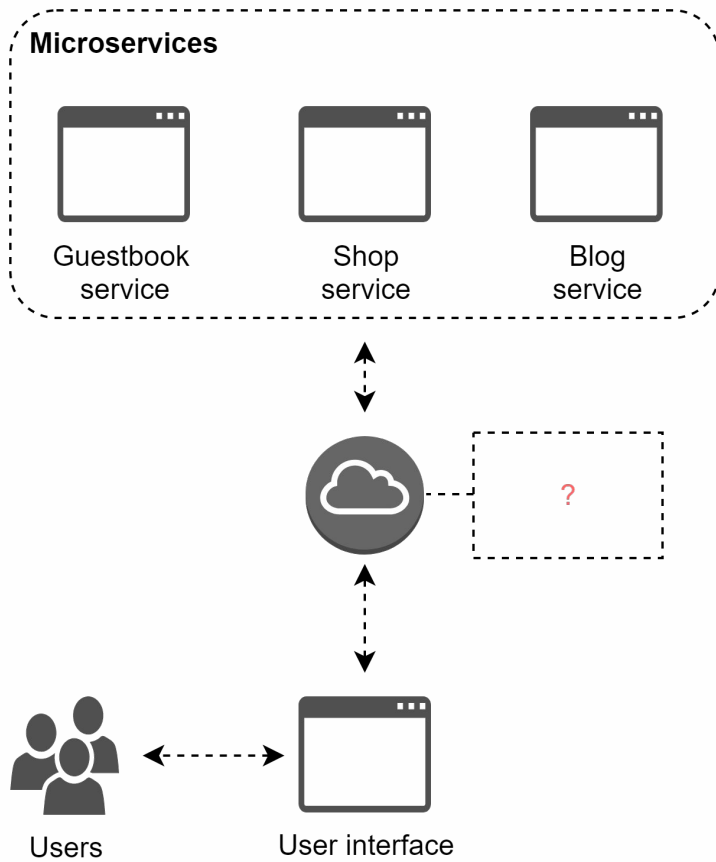 Microservices
Guestbook
service
Shop
service
Blog
service
?
Users
User interface